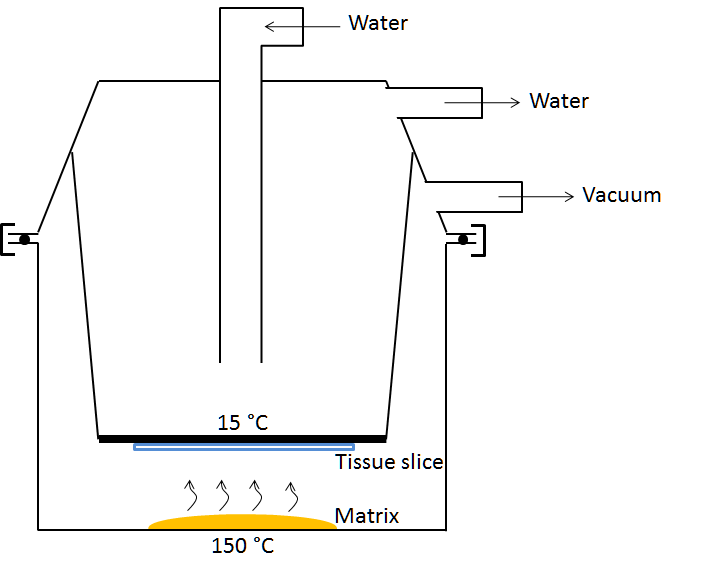 Water
Water
Vacuum
15 °C
Tissue slice
Matrix
150 °C